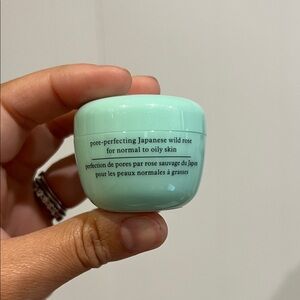 pore-perfecting Japanese wild rose
for normal to oily skin
perfection de pores par rose sauvage du Japon
pour les peaux normales à grasses